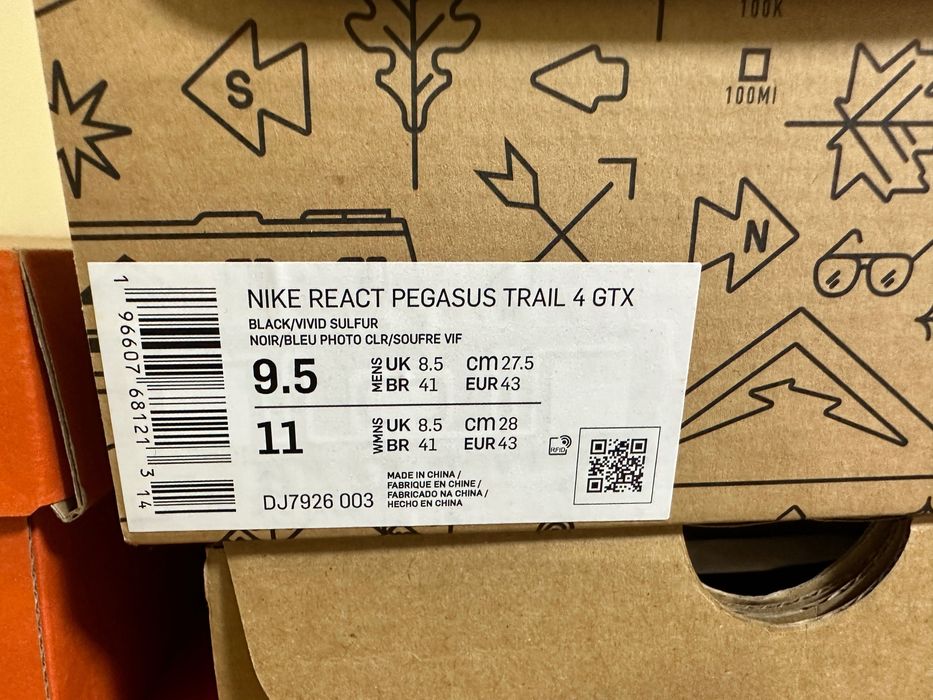 100K
S
100MI
N
NIKE REACT PEGASUS TRAIL 4 GTX
BLACK/VIVID SULFUR
NOIR/BLEU PHOTO CLR/SOUFRE VIF
9.5 MENS UK 8.5 cm 27.5
BR 41 EUR 43
11 WMNS UK 8.5 cm 28
BR 41 EUR 43
RFID
DJ7926 003
MADE IN CHINA /
FABRIQUE EN CHINE /
FABRICADO NA CHINA /
HECHO EN CHINA
1 96607 68121 3 14